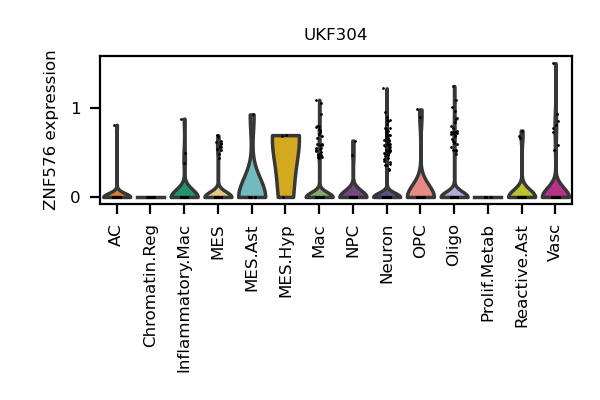 UKF304
ZNF576 expression
1
0
AC
Chromatin.Reg
Inflammatory.Mac
MES
MES.Ast
MES.Hyp
Mac
NPC
Neuron
OPC
Oligo
Prolif.Metab
Reactive.Ast
Vasc